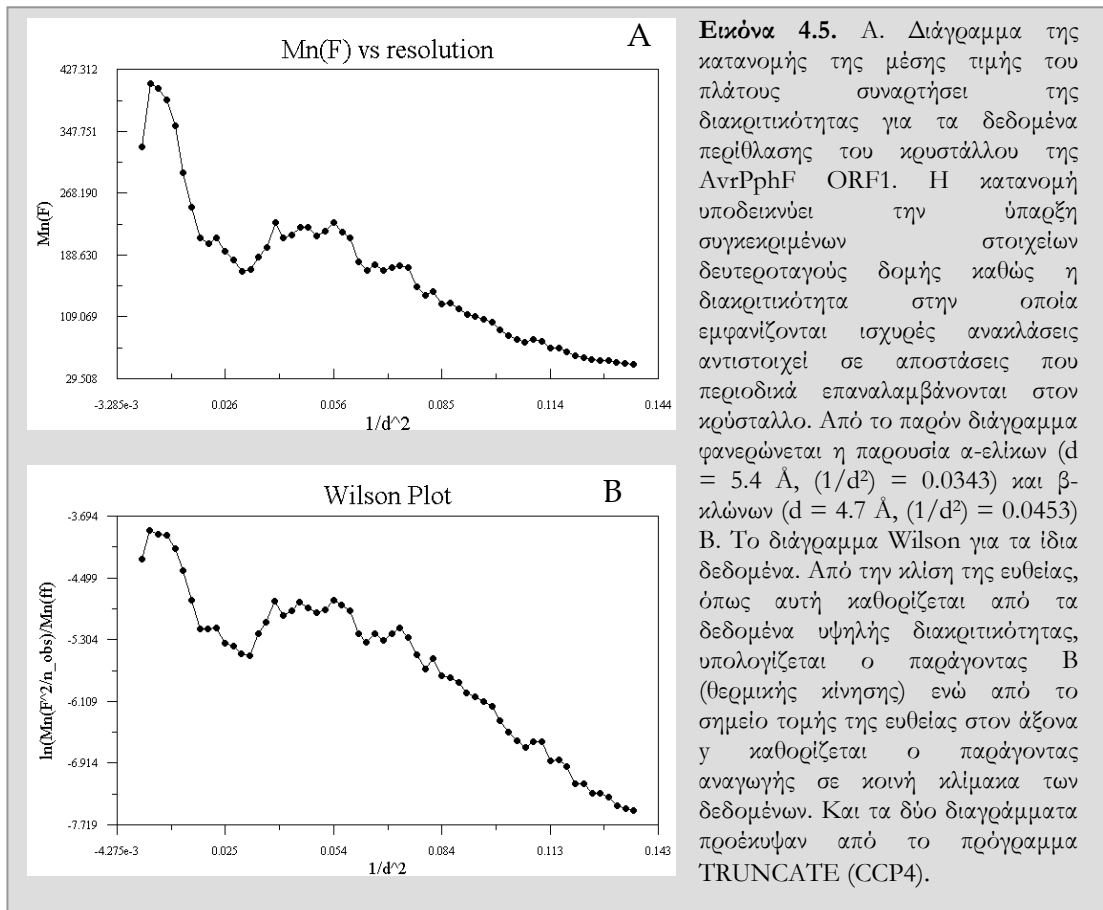 A
Mn(F) vs resolution
427.312
347.751
268.190
188.630
109.069
29.508
Mn(F)
-3.285e-3
0.026
0.056
0.085
0.114
0.144
1/d^2
B
Wilson Plot
-3.694
-4.499
-5.304
-6.109
-6.914
-7.719
ln(Mn(F^2/n_obs)/Mn(ff)
-4.275e-3
0.025
0.054
0.084
0.113
0.143
1/d^2
Εικόνα 4.5. Α. Διάγραμμα της
κατανομής της μέσης τιμής του
πλάτους συναρτήσει της
διακριτικότητας για τα δεδομένα
περίθλασης του κρυστάλλου της
AvrPphF ORF1. Η κατανομή
υποδεικνύει την ύπαρξη
συγκεκριμένων στοιχείων
δευτεροταγούς δομής καθώς η
διακριτικότητα στην οποία
εμφανίζονται ισχυρές ανακλάσεις
αντιστοιχεί σε αποστάσεις που
περιοδικά επαναλαμβάνονται στον
κρύσταλλο. Από το παρόν διάγραμμα
φανερώνεται η παρουσία α-ελίκων (d
= 5.4 Å, (1/d²) = 0.0343) και β-
κλώνων (d = 4.7 Å, (1/d²) = 0.0453)
Β. Το διάγραμμα Wilson για τα ίδια
δεδομένα. Από την κλίση της ευθείας,
όπως αυτή καθορίζεται από τα
δεδομένα υψηλής διακριτικότητας,
υπολογίζεται ο παράγοντας Β
(θερμικής κίνησης) ενώ από το
σημείο τομής της ευθείας στον άξονα
y καθορίζεται ο παράγοντας
αναγωγής σε κοινή κλίμακα των
δεδομένων. Και τα δύο διαγράμματα
προέκυψαν από το πρόγραμμα
TRUNCATE (CCP4).